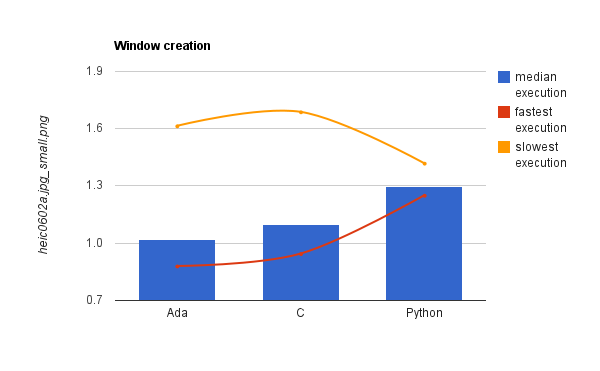 Window creation
heic0602a.jpg_small.png
1.9
1.6
1.3
1.0
0.7
Ada
C
Python
median
execution
fastest
execution
slowest
execution